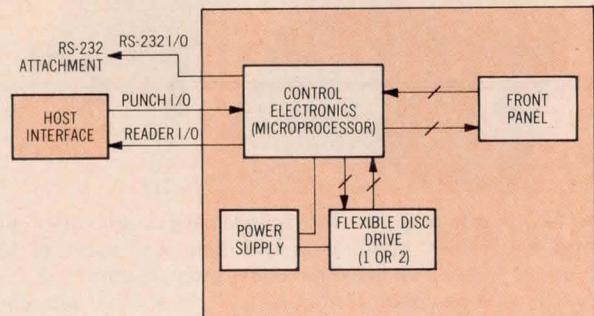 RS-232 I/O
RS-232
ATTACHMENT
PUNCH I/O
HOST
INTERFACE
READER I/O
CONTROL
ELECTRONICS
(MICROPROCESSOR)
FRONT
PANEL
POWER
SUPPLY
FLEXIBLE DISC
DRIVE
(1 OR 2)